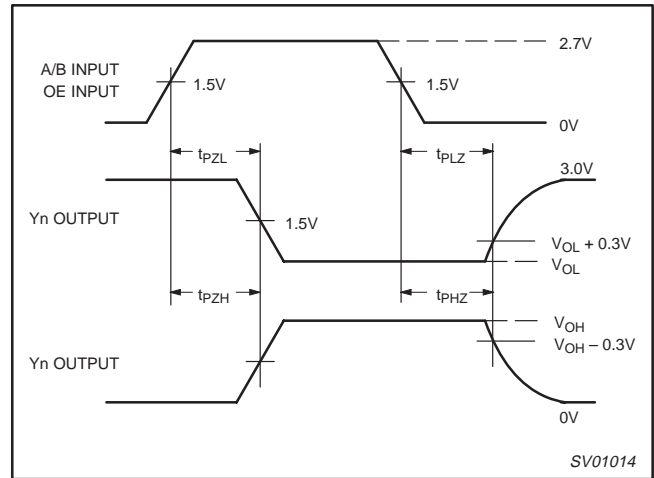 2.7V
A/B INPUT
OE INPUT
1.5V
1.5V
0V
tPZL
tPLZ
3.0V
Yn OUTPUT
1.5V
VOL + 0.3V
VOL
tPZH
tPHZ
VOH
VOH – 0.3V
Yn OUTPUT
0V
SV01014